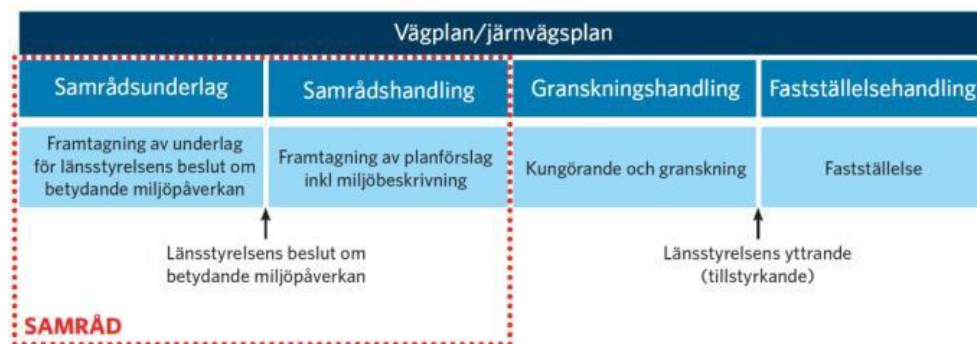 Vägplan/järnvägsplan
Samrådsunderlag
Samrådshandling
Granskningshandling
Fastställelsehandling
Framtagning av underlag
för länsstyrelsens beslut om
betydande miljöpåverkan
Framtagning av planförslag
inkl miljöbeskrivning
Kungörande och granskning
Fastställelse
Länsstyrelsens beslut om
betydande miljöpåverkan
Länsstyrelsens yttrande
(tillstyrkande)
SAMRÅD